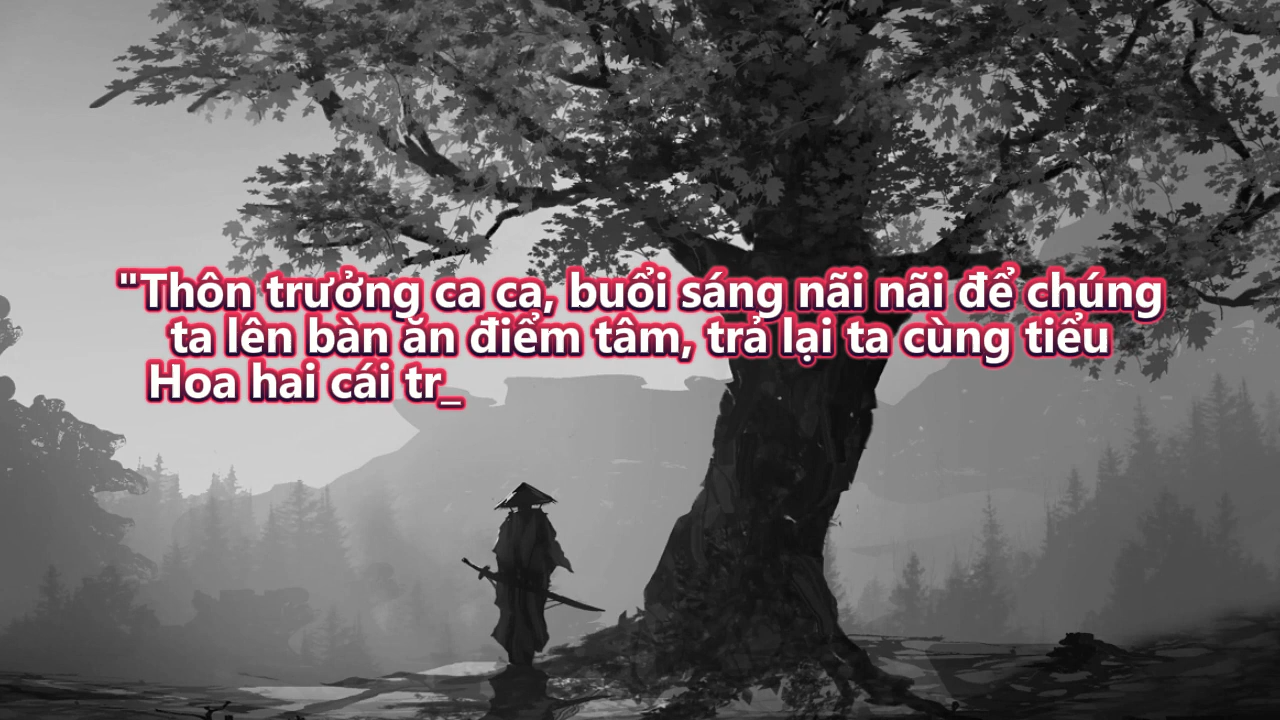 "Thôn trưởng ca ca, buổi sáng nãi nãi để chúng
ta lên bàn ăn điểm tâm, trả lại ta cùng tiểu
Hoa hai cái tr_